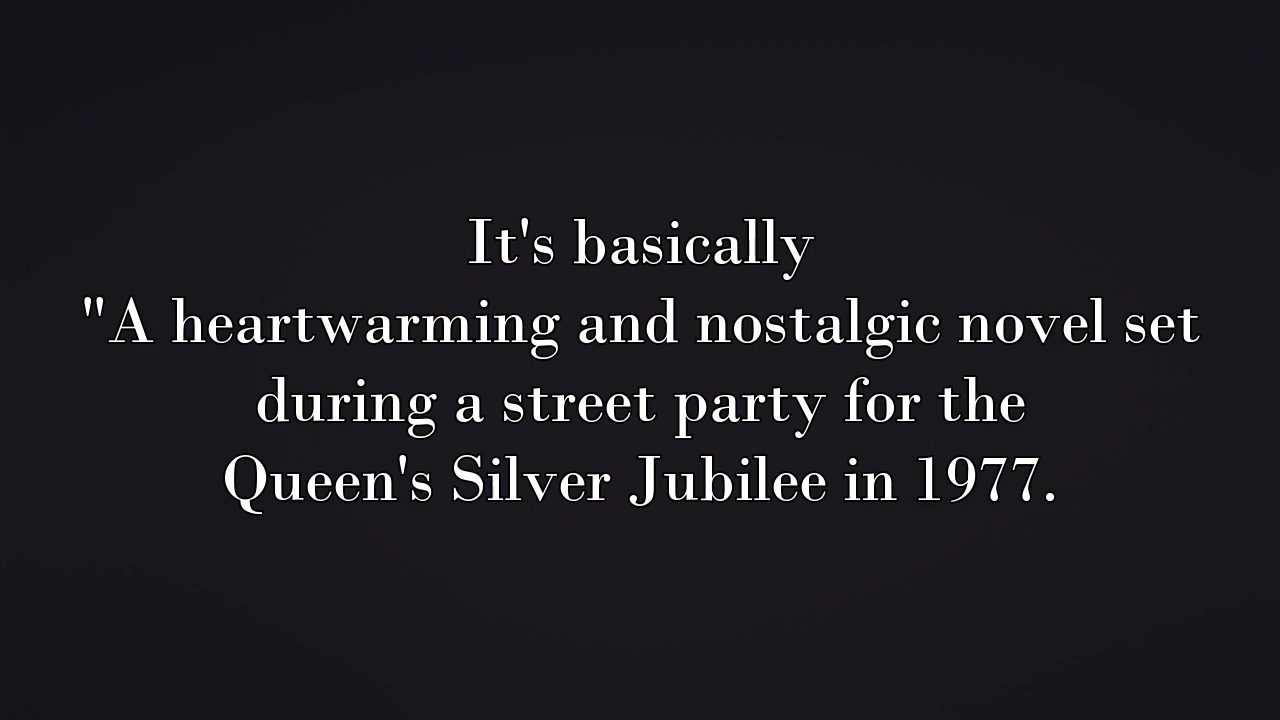 It's basically
"A heartwarming and nostalgic novel set
during a street party for the
Queen's Silver Jubilee in 1977.